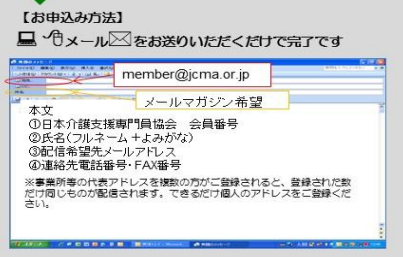 【お申込み方法】
メールをお送りいただくだけで完了です
member@jcma.or.jp
メールマガジン希望
本文
①日本介護支援専門員協会 会員番号
②氏名(フルネーム+よみがな)
③配信希望先メールアドレス
④連絡先電話番号・FAX番号
※事業所等の代表アドレスを複数の方がご登録されると、登録された数
だけ同じものが配信されます。できるだけ個人のアドレスをご登録くだ
さい。